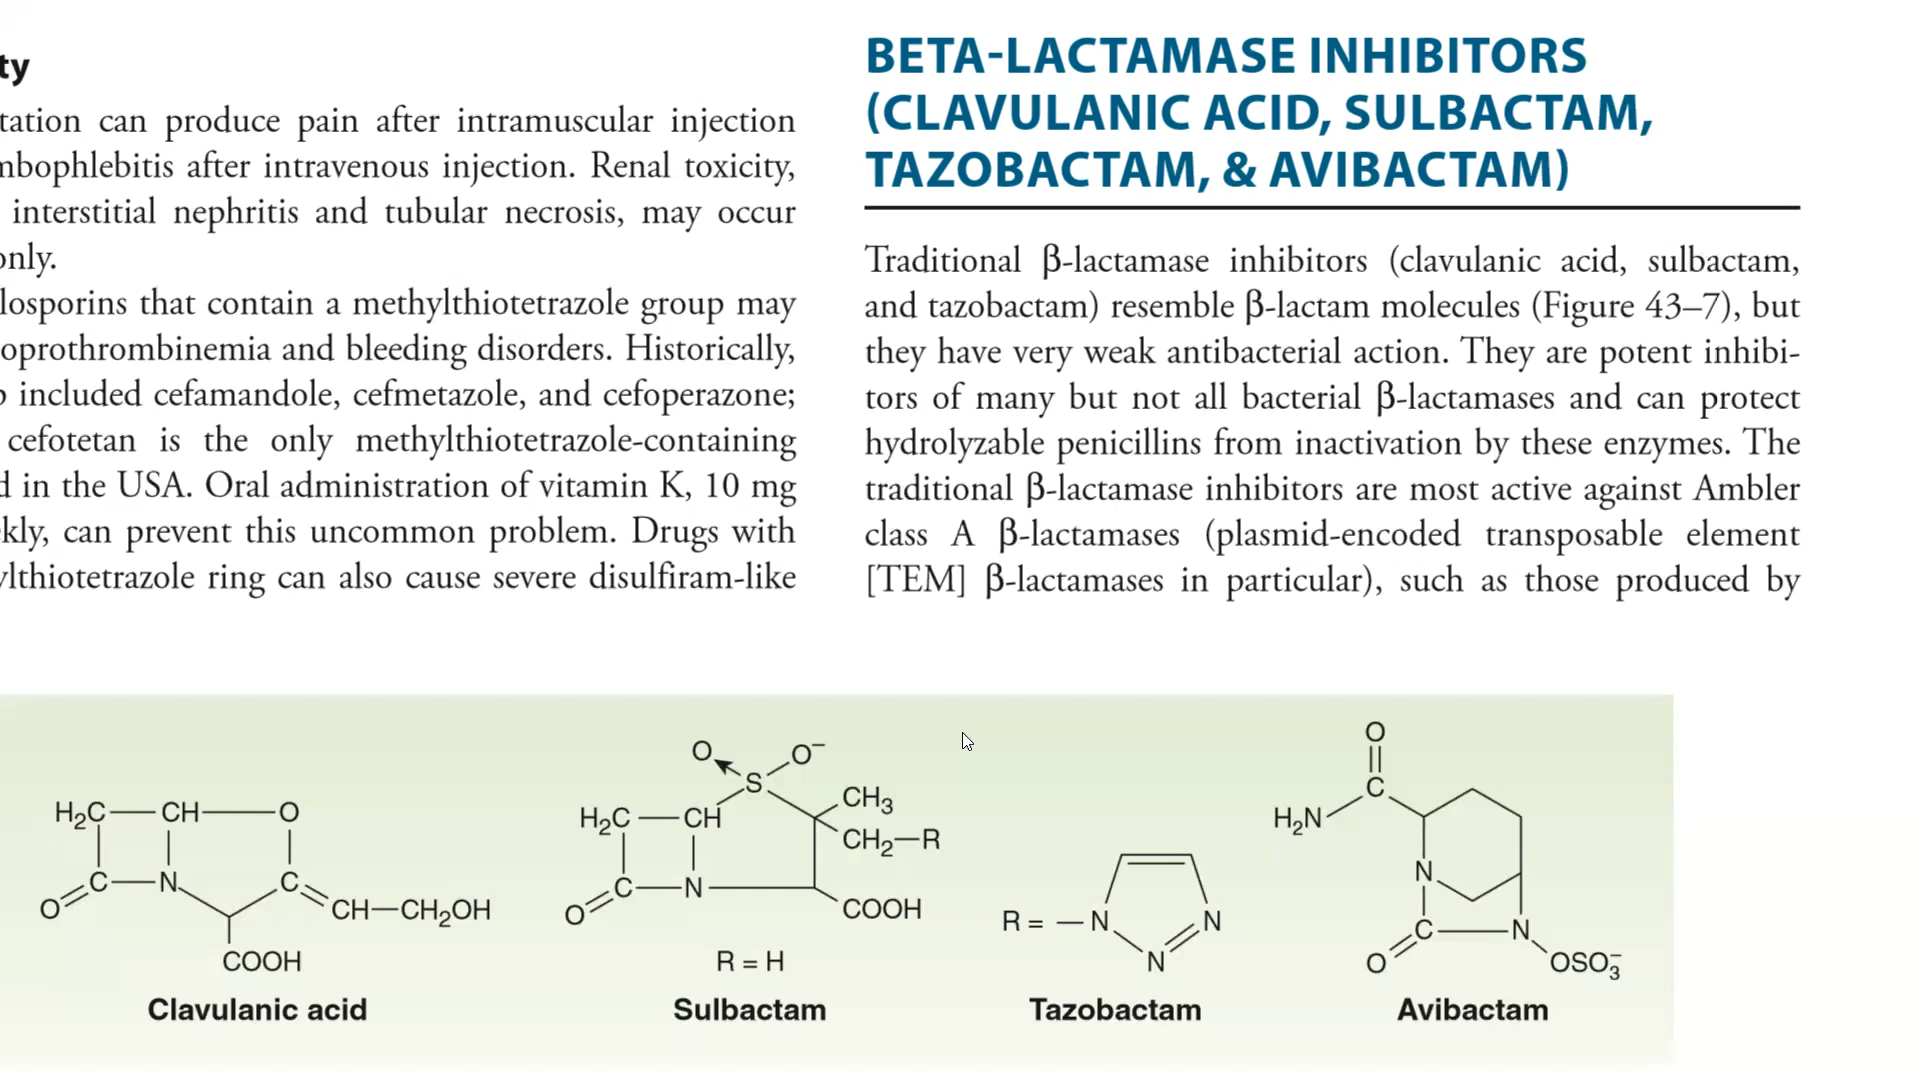 ty
tation can produce pain after intramuscular injection
mbophlebitis after intravenous injection. Renal toxicity,
interstitial nephritis and tubular necrosis, may occur
only.
losporins that contain a methylthiotetrazole group may
oprothrombinemia and bleeding disorders. Historically,
included cefamandole, cefmetazole, and cefoperazone;
cefotetan is the only methylthiotetrazole-containing
d in the USA. Oral administration of vitamin K, 10 mg
kly, can prevent this uncommon problem. Drugs with
ylthiotetrazole ring can also cause severe disulfiram-like
BETA-LACTAMASE INHIBITORS
(CLAVULANIC ACID, SULBACTAM,
TAZOBACTAM, & AVIBACTAM)
Traditional β-lactamase inhibitors (clavulanic acid, sulbactam,
and tazobactam) resemble β-lactam molecules (Figure 43–7), but
they have very weak antibacterial action. They are potent inhibi-
tors of many but not all bacterial β-lactamases and can protect
hydrolyzable penicillins from inactivation by these enzymes. The
traditional β-lactamase inhibitors are most active against Ambler
class A β-lactamases (plasmid-encoded transposable element
[TEM] β-lactamases in particular), such as those produced by
H₂C CH O
C N C
O CH—CH₂OH
COOH
Clavulanic acid
O O⁻
S
H₂C CH CH₃
CH₂—R
C N
O COOH
R = H
Sulbactam
R = —N N
N
Tazobactam
O
C
H₂N
N
C N
O OSO₃⁻
Avibactam